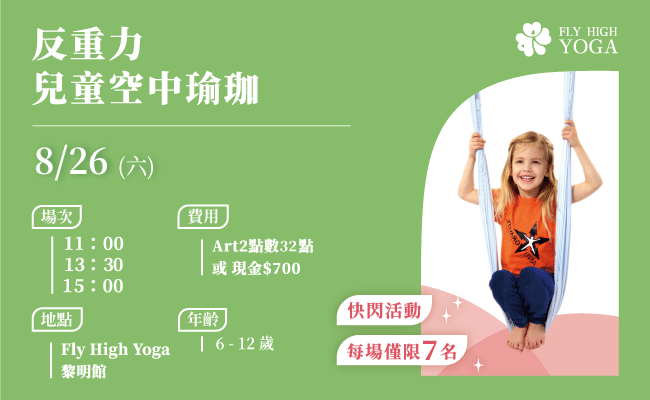 反重力
兒童空中瑜珈
FLY HIGH
YOGA
8/26 (六)
場次
11：00
13：30
15：00
費用
Art2點數32點
或 現金$700
地點
Fly High Yoga
黎明館
年齡
6 - 12 歲
快閃活動
每場僅限7名